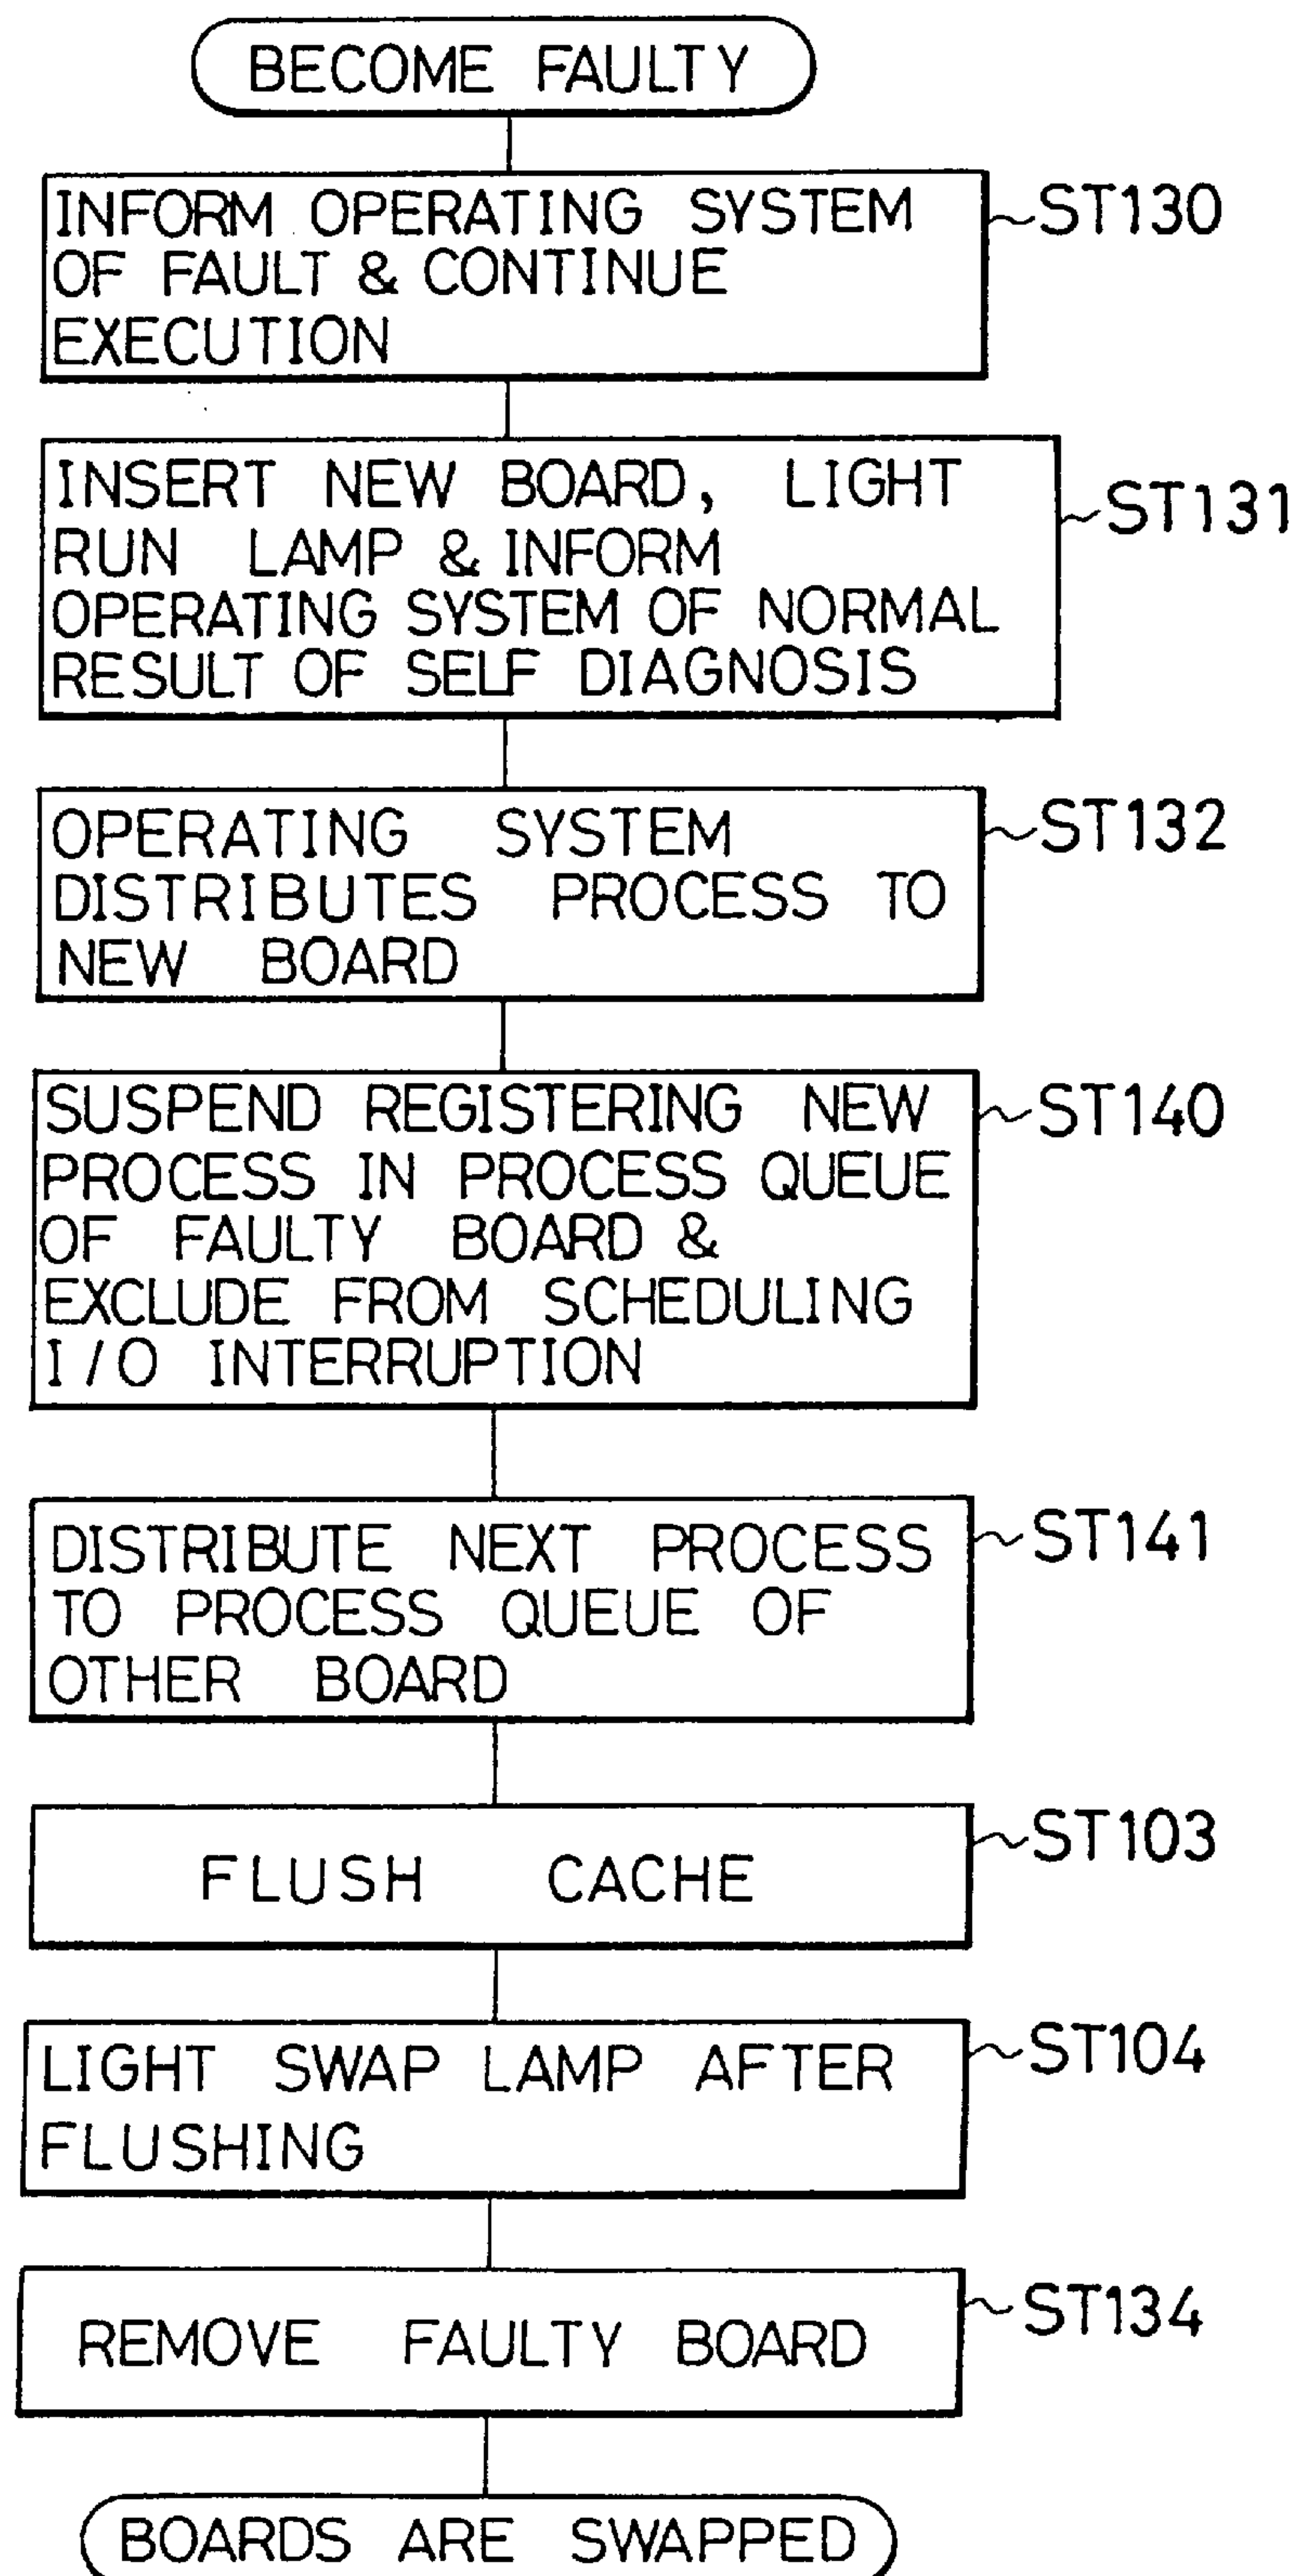 BECOME FAULTY
INFORM OPERATING SYSTEM
OF FAULT & CONTINUE
EXECUTION
ST130
INSERT NEW BOARD, LIGHT
RUN LAMP & INFORM
OPERATING SYSTEM OF NORMAL
RESULT OF SELF DIAGNOSIS
ST131
OPERATING SYSTEM
DISTRIBUTES PROCESS TO
NEW BOARD
ST132
SUSPEND REGISTERING NEW
PROCESS IN PROCESS QUEUE
OF FAULTY BOARD &
EXCLUDE FROM SCHEDULING
I/O INTERRUPTION
ST140
DISTRIBUTE NEXT PROCESS
TO PROCESS QUEUE OF
OTHER BOARD
ST141
FLUSH CACHE
ST103
LIGHT SWAP LAMP AFTER
FLUSHING
ST104
REMOVE FAULTY BOARD
ST134
BOARDS ARE SWAPPED